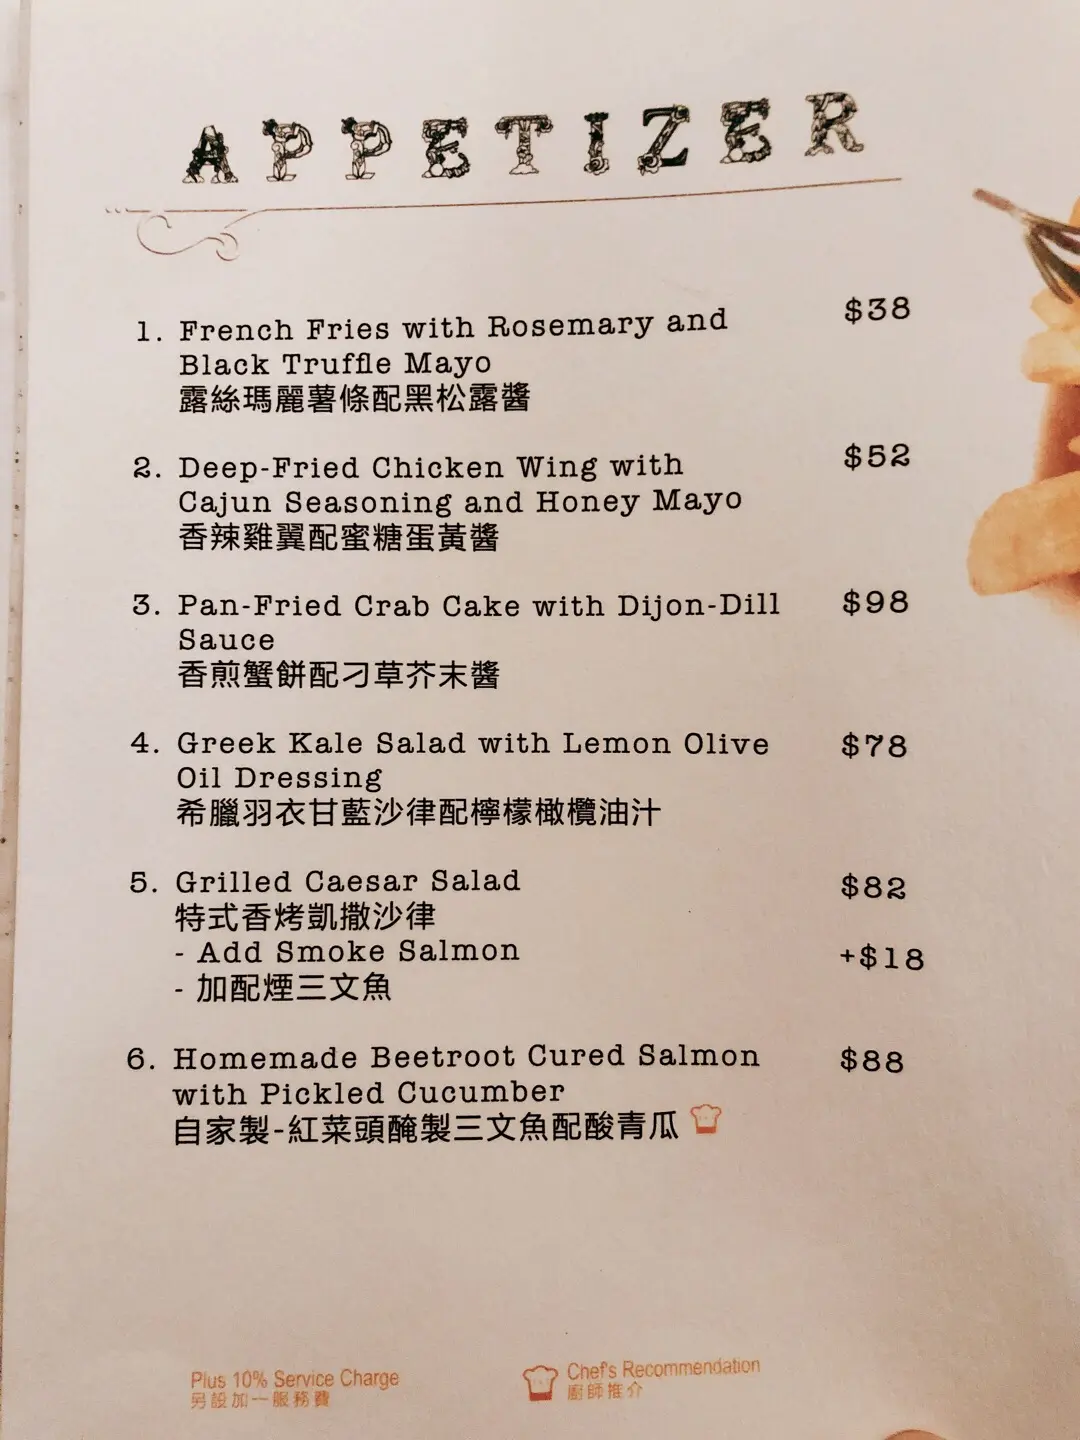 APPETIZER
1. French Fries with Rosemary and $38
Black Truffle Mayo
露絲瑪麗薯條配黑松露醬
2. Deep-Fried Chicken Wing with $52
Cajun Seasoning and Honey Mayo
香辣雞翼配蜜糖蛋黃醬
3. Pan-Fried Crab Cake with Dijon-Dill $98
Sauce
香煎蟹餅配刁草芥末醬
4. Greek Kale Salad with Lemon Olive $78
Oil Dressing
希臘羽衣甘藍沙律配檸檬橄欖油汁
5. Grilled Caesar Salad $82
特式香烤凱撒沙律
- Add Smoke Salmon +$18
- 加配煙三文魚
6. Homemade Beetroot Cured Salmon $88
with Pickled Cucumber
自家製-紅菜頭醃製三文魚配酸青瓜
Plus 10% Service Charge
另設加一服務費
Chef's Recommendation
廚師推介